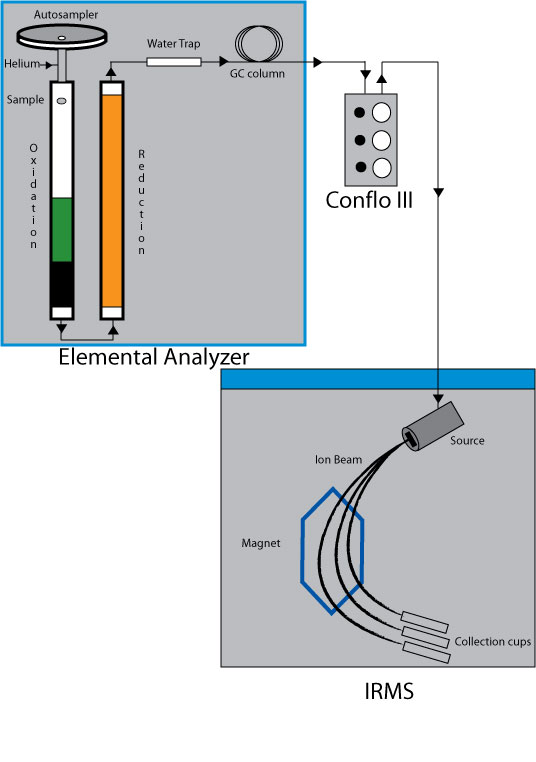 Autosampler
Helium
Sample
Oxidation
Reduction
Water Trap
GC column
Conflo III
Elemental Analyzer
Source
Ion Beam
Magnet
Collection cups
IRMS